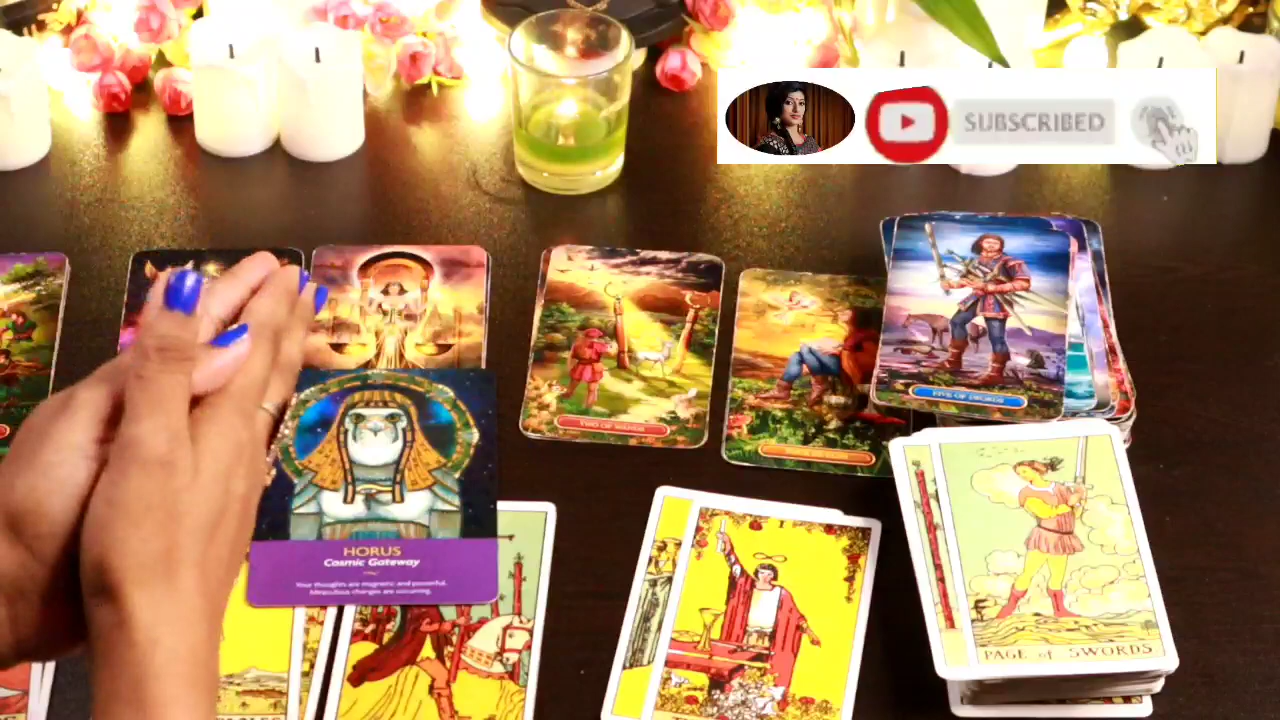 SUBSCRIBED
TWO OF WANDS
FIVE OF SWORDS
HORUS
Cosmic Gateway
Your thoughts are magnetic and powerful.
Miraculous changes are occurring.
I
PAGE of SWORDS